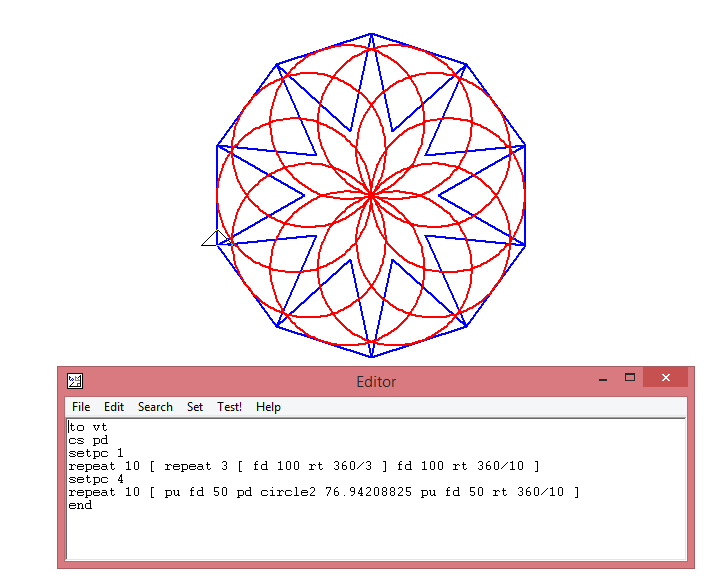 Editor
File Edit Search Set Test! Help
to vt
cs pd
setpc 1
repeat 10 [ repeat 3 [ fd 100 rt 360/3 ] fd 100 rt 360/10 ]
setpc 4
repeat 10 [ pu fd 50 pd circle2 76.94208825 pu fd 50 rt 360/10 ]
end